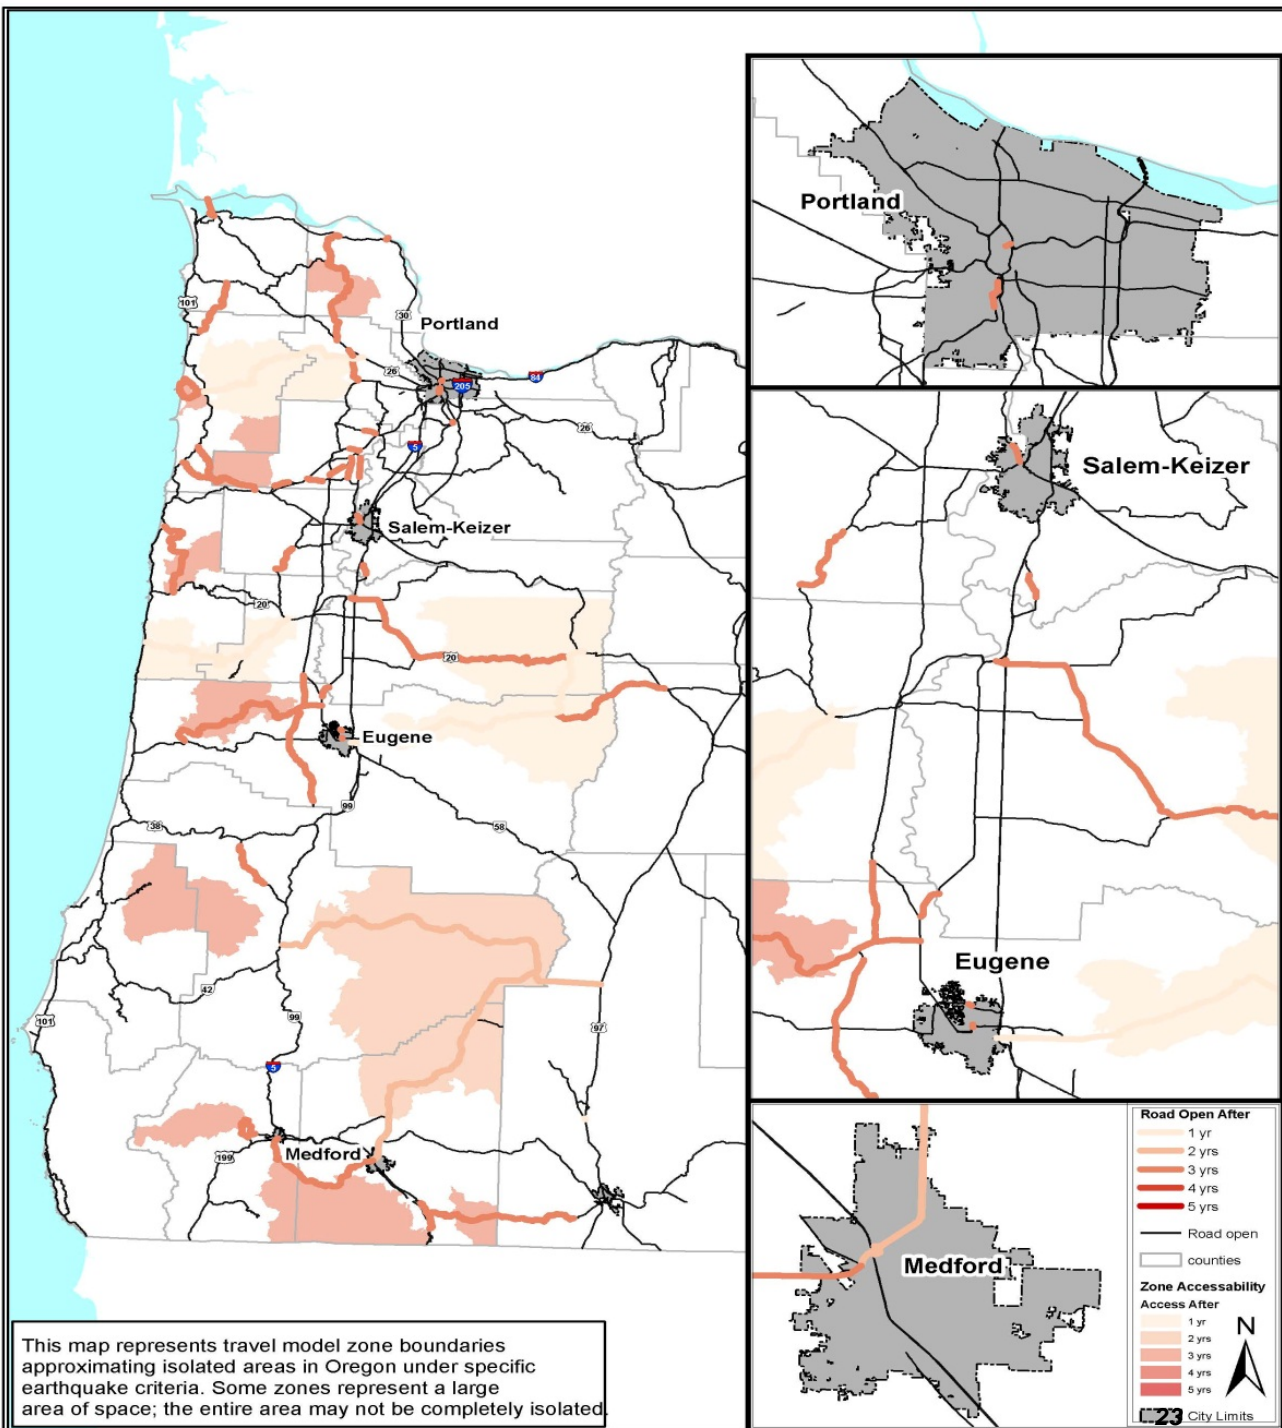 101
30
Portland
26
84
205
26
5
Salem-Keizer
20
20
Eugene
99
38
58
42
99
97
101
5
Medford
199
This map represents travel model zone boundaries
approximating isolated areas in Oregon under specific
earthquake criteria. Some zones represent a large
area of space; the entire area may not be completely isolated.
Portland
Salem-Keizer
Eugene
Medford
Road Open After
1 yr
2 yrs
3 yrs
4 yrs
5 yrs
Road open
counties
Zone Accessability
Access After
1 yr
2 yrs
3 yrs
4 yrs
5 yrs
N
23 City Limits